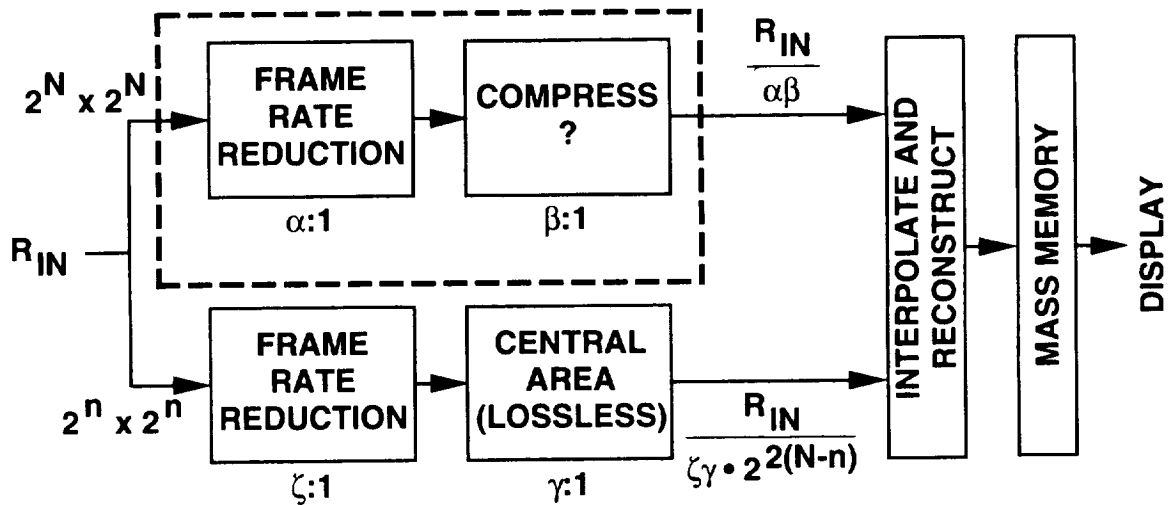 2^N x 2^N
FRAME
RATE
REDUCTION
α:1
COMPRESS
?
β:1
R_IN
αβ
R_IN
2^n x 2^n
FRAME
RATE
REDUCTION
ζ:1
CENTRAL
AREA
(LOSSLESS)
γ:1
R_IN
ζγ • 2^2(N-n)
INTERPOLATE AND
RECONSTRUCT
MASS MEMORY
DISPLAY